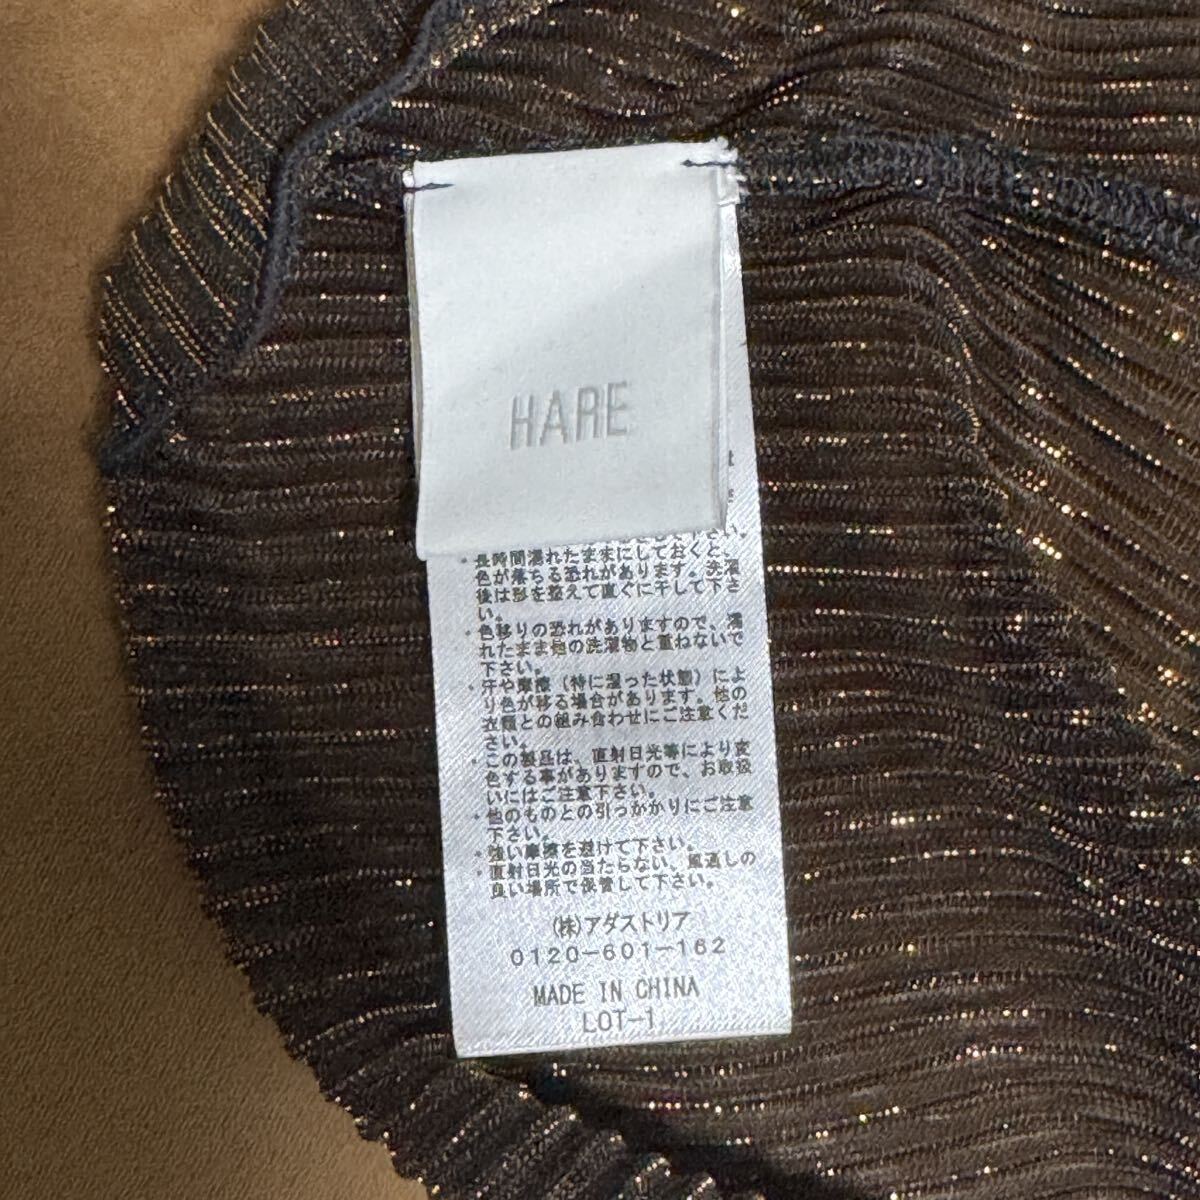 HARE
・長時間濡れたままにしておくと、
色が落ちる恐れがあります。洗濯
後は形を整えて直ぐに干して下さ
い。
・色移りの恐れがありますので、濡
れたまま他の洗濯物と重ねないで
下さい。
・汗や摩擦（特に湿った状態）によ
り色が移る場合があります。他の
衣類との組み合わせにご注意くだ
さい。
・この製品は、直射日光等により変
色する事がありますので、お取扱
いにはご注意下さい。
・他のものとの引っかかりにご注意
下さい。
・強い摩擦を避けて下さい。
・直射日光の当たらない、風通しの
良い場所で保管して下さい。
(株)アダストリア
0120-601-162
MADE IN CHINA
LOT-1